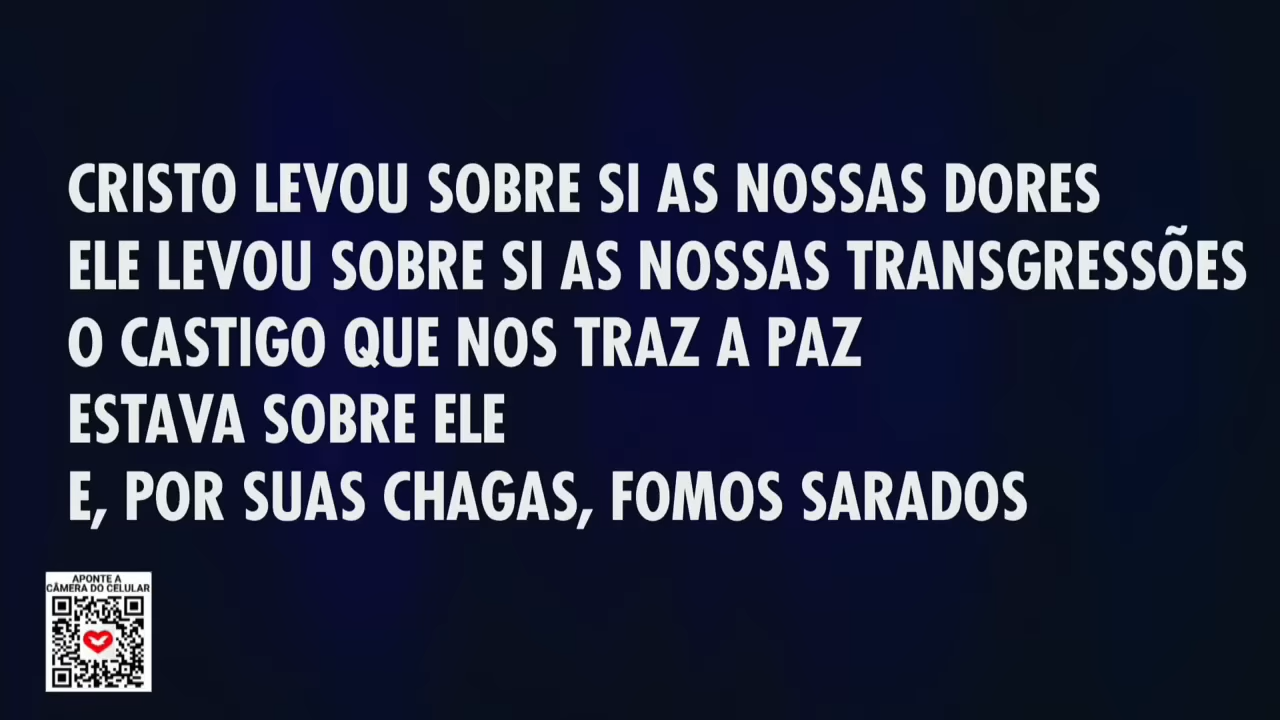 CRISTO LEVOU SOBRE SI AS NOSSAS DORES
ELE LEVOU SOBRE SI AS NOSSAS TRANSGRESSÕES
O CASTIGO QUE NOS TRAZ A PAZ
ESTAVA SOBRE ELE
E, POR SUAS CHAGAS, FOMOS SARADOS
APONTE A
CÂMERA DO CELULAR